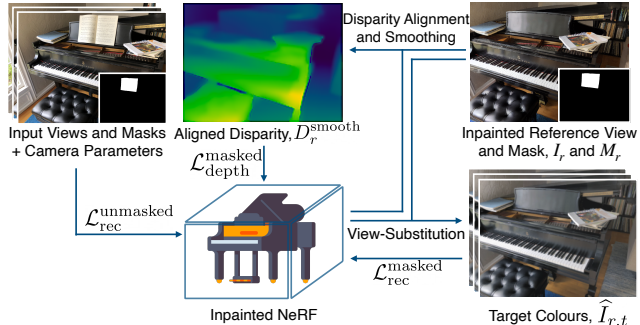 Disparity Alignment
and Smoothing
Input Views and Masks
+ Camera Parameters
Aligned Disparity, $D_r^{\text{smooth}}$
Inpainted Reference View
and Mask, $I_r$ and $M_r$
$\mathcal{L}_{\text{depth}}^{\text{masked}}$
$\mathcal{L}_{\text{rec}}^{\text{unmasked}}$
View-Substitution
$\mathcal{L}_{\text{rec}}^{\text{masked}}$
Inpainted NeRF
Target Colours, $\widehat{I}_{r,t}$